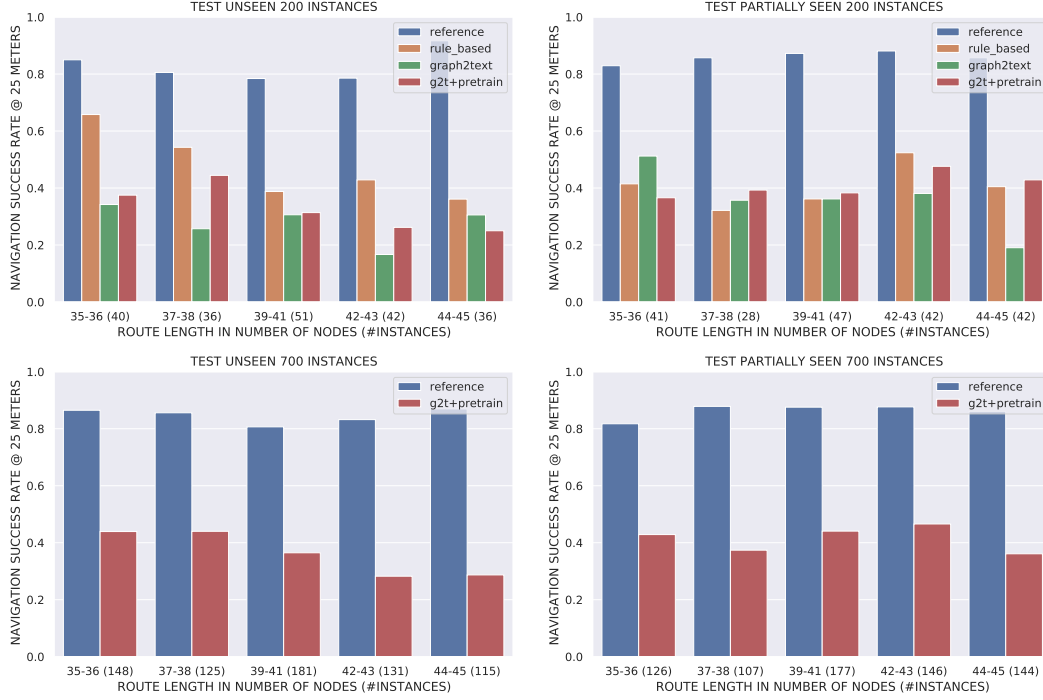 TEST UNSEEN 200 INSTANCES
NAVIGATION SUCCESS RATE @ 25 METERS
1.0
0.8
0.6
0.4
0.2
0.0
reference
rule_based
graph2text
g2t+pretrain
35-36 (40) 37-38 (36) 39-41 (51) 42-43 (42) 44-45 (36)
ROUTE LENGTH IN NUMBER OF NODES (#INSTANCES)
TEST PARTIALLY SEEN 200 INSTANCES
NAVIGATION SUCCESS RATE @ 25 METERS
1.0
0.8
0.6
0.4
0.2
0.0
reference
rule_based
graph2text
g2t+pretrain
35-36 (41) 37-38 (28) 39-41 (47) 42-43 (42) 44-45 (42)
ROUTE LENGTH IN NUMBER OF NODES (#INSTANCES)
TEST UNSEEN 700 INSTANCES
NAVIGATION SUCCESS RATE @ 25 METERS
1.0
0.8
0.6
0.4
0.2
0.0
reference
g2t+pretrain
35-36 (148) 37-38 (125) 39-41 (181) 42-43 (131) 44-45 (115)
ROUTE LENGTH IN NUMBER OF NODES (#INSTANCES)
TEST PARTIALLY SEEN 700 INSTANCES
NAVIGATION SUCCESS RATE @ 25 METERS
1.0
0.8
0.6
0.4
0.2
0.0
reference
g2t+pretrain
35-36 (126) 37-38 (107) 39-41 (177) 42-43 (146) 44-45 (144)
ROUTE LENGTH IN NUMBER OF NODES (#INSTANCES)